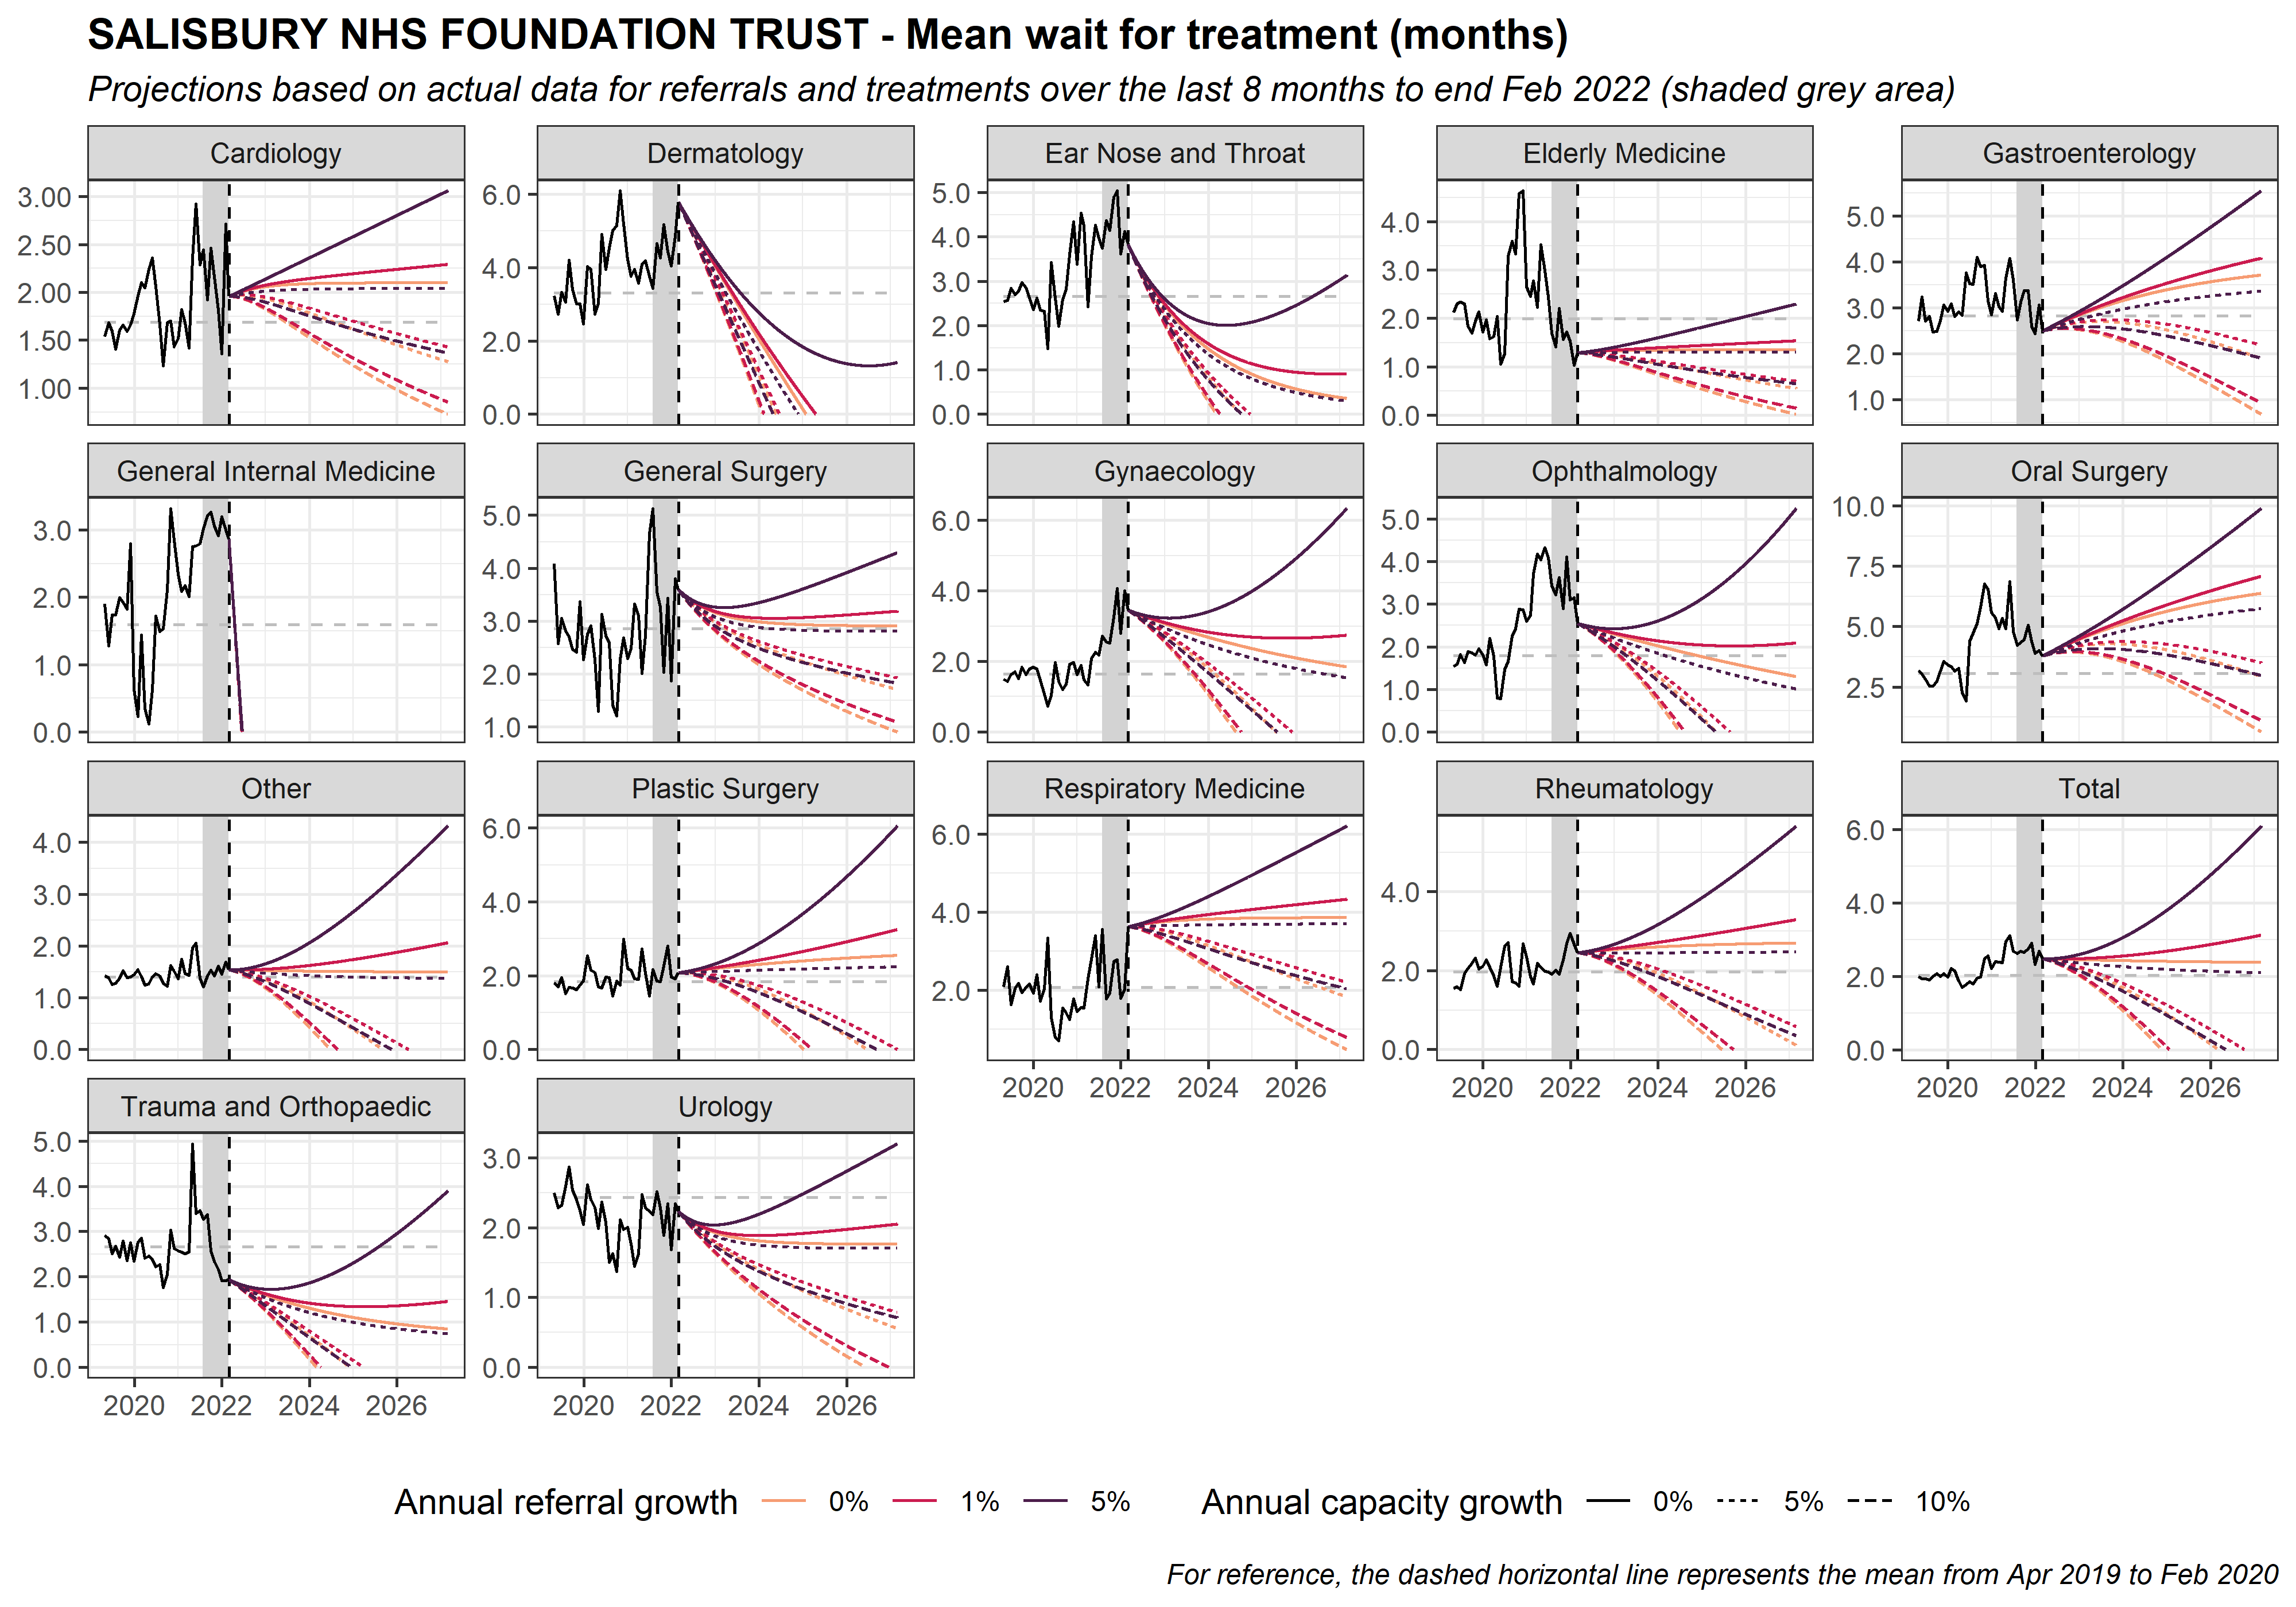 SALISBURY NHS FOUNDATION TRUST - Mean wait for treatment (months)
Projections based on actual data for referrals and treatments over the last 8 months to end Feb 2022 (shaded grey area)
Cardiology
3.00
2.50
2.00
1.50
1.00
Dermatology
6.0
4.0
2.0
0.0
Ear Nose and Throat
5.0
4.0
3.0
2.0
1.0
0.0
Elderly Medicine
4.0
3.0
2.0
1.0
0.0
Gastroenterology
5.0
4.0
3.0
2.0
1.0
General Internal Medicine
3.0
2.0
1.0
0.0
General Surgery
5.0
4.0
3.0
2.0
1.0
Gynaecology
6.0
4.0
2.0
0.0
Ophthalmology
5.0
4.0
3.0
2.0
1.0
0.0
Oral Surgery
10.0
7.5
5.0
2.5
Other
4.0
3.0
2.0
1.0
0.0
Plastic Surgery
6.0
4.0
2.0
0.0
Respiratory Medicine
6.0
4.0
2.0
2020 2022 2024 2026
Rheumatology
4.0
2.0
0.0
2020 2022 2024 2026
Total
6.0
4.0
2.0
0.0
2020 2022 2024 2026
Trauma and Orthopaedic
5.0
4.0
3.0
2.0
1.0
0.0
2020 2022 2024 2026
Urology
3.0
2.0
1.0
0.0
2020 2022 2024 2026
Annual referral growth 0% 1% 5% Annual capacity growth 0% 5% 10%
For reference, the dashed horizontal line represents the mean from Apr 2019 to Feb 2020